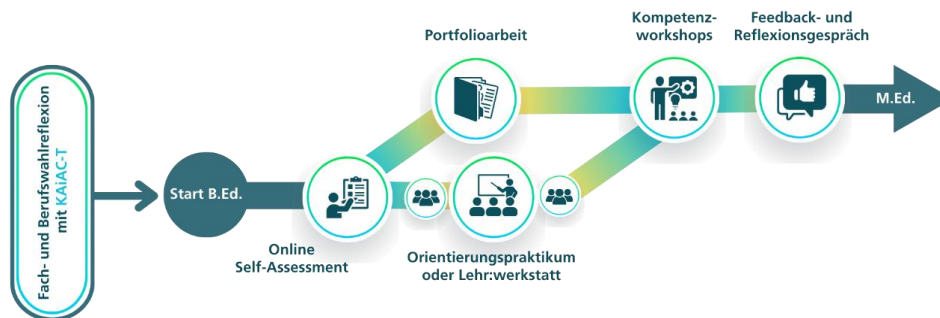 Fach- und Berufswahlreflexion
mit KAiAC-T
Start B.Ed.
Online
Self-Assessment
Portfolioarbeit
Orientierungspraktikum
oder Lehr:werkstatt
Kompetenz-
workshops
Feedback- und
Reflexionsgespräch
M.Ed.